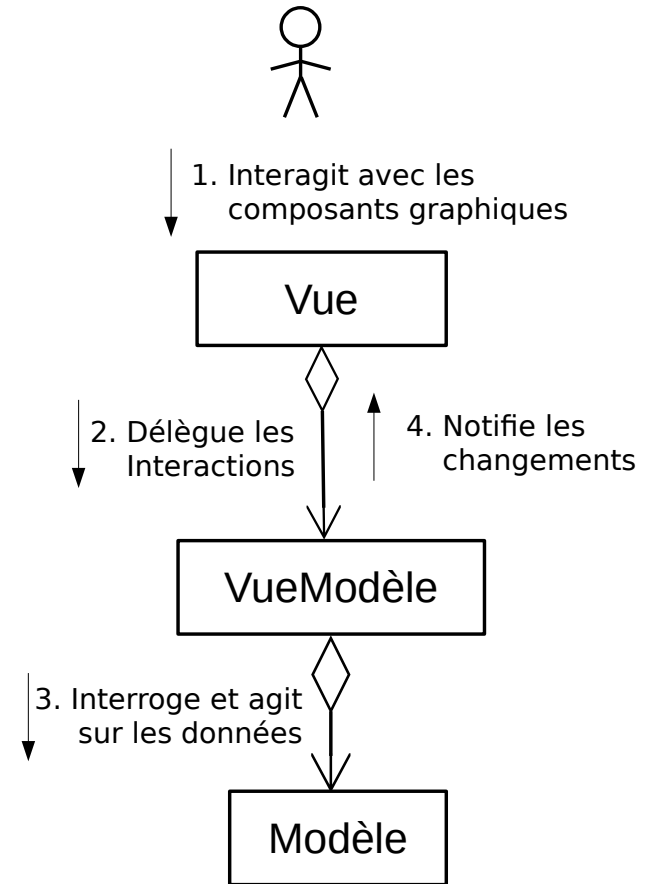 1. Interagit avec les
composants graphiques
Vue
2. Délègue les
Interactions
4. Notifie les
changements
VueModèle
3. Interroge et agit
sur les données
Modèle